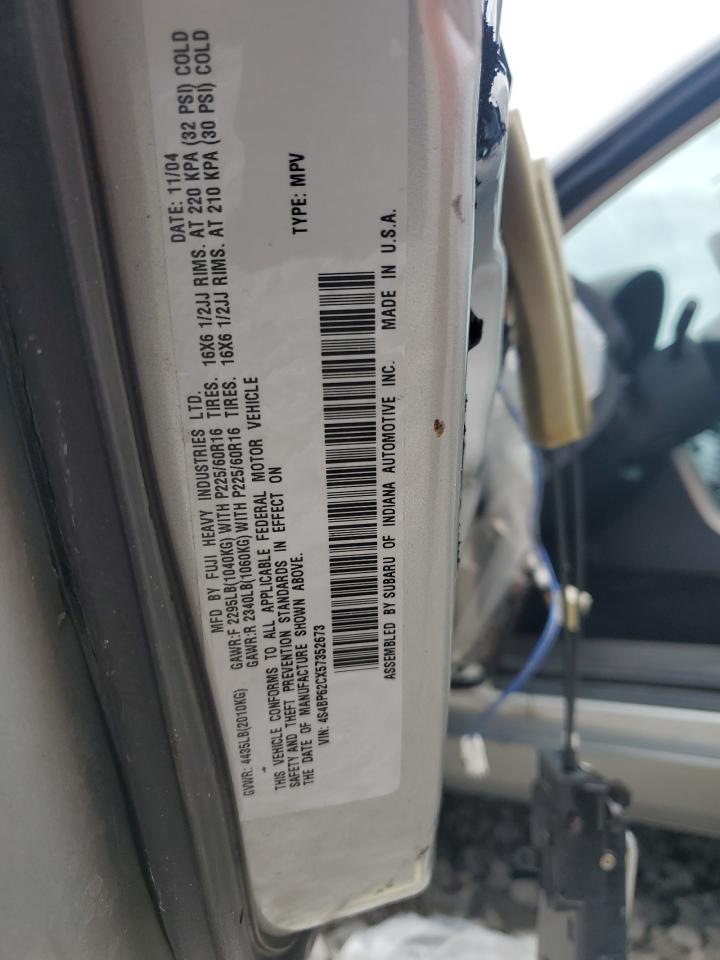 MFD BY FUJI HEAVY INDUSTRIES LTD. DATE: 11/04
GVWR: 4435LB(2010KG) GAWR:F 2295LB(1040KG) WITH P225/60R16 TIRES. 16X6 1/2JJ RIMS. AT 220 KPA (32 PSI) COLD
GAWR:R 2340LB(1060KG) WITH P225/60R16 TIRES. 16X6 1/2JJ RIMS. AT 210 KPA (30 PSI) COLD
THIS VEHICLE CONFORMS TO ALL APPLICABLE FEDERAL MOTOR VEHICLE
SAFETY AND THEFT PREVENTION STANDARDS IN EFFECT ON
THE DATE OF MANUFACTURE SHOWN ABOVE.
VIN: 4S4BP62CX57352673 TYPE: MPV
ASSEMBLED BY SUBARU OF INDIANA AUTOMOTIVE INC. MADE IN U.S.A.